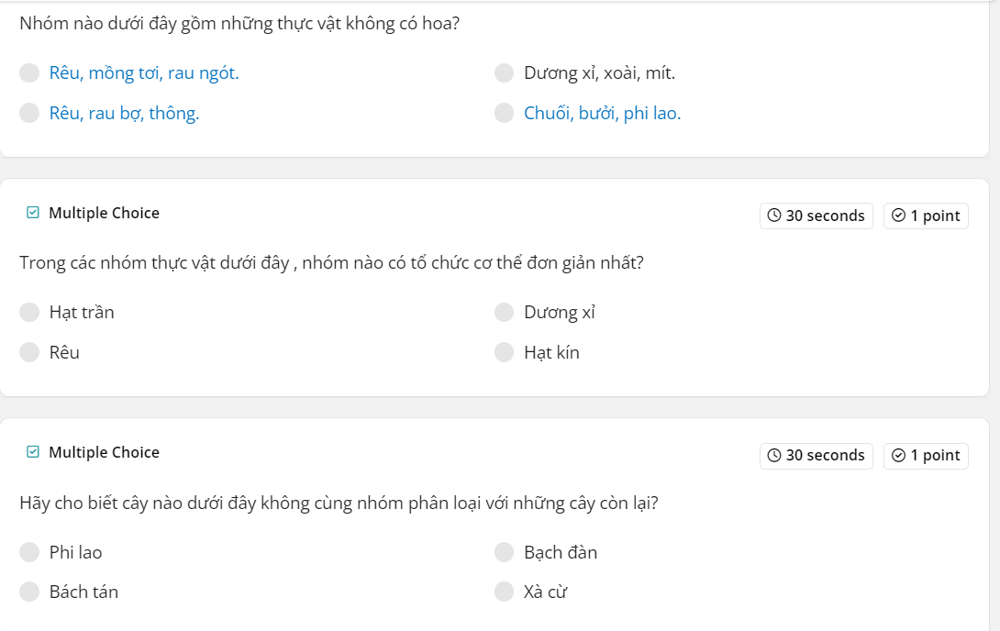 Nhóm nào dưới đây gồm những thực vật không có hoa?
Rêu, mồng tơi, rau ngót.
Dương xỉ, xoài, mít.
Rêu, rau bợ, thông.
Chuối, bưởi, phi lao.
Multiple Choice
30 seconds
1 point
Trong các nhóm thực vật dưới đây , nhóm nào có tổ chức cơ thể đơn giản nhất?
Hạt trần
Dương xỉ
Rêu
Hạt kín
Multiple Choice
30 seconds
1 point
Hãy cho biết cây nào dưới đây không cùng nhóm phân loại với những cây còn lại?
Phi lao
Bạch đàn
Bách tán
Xà cừ